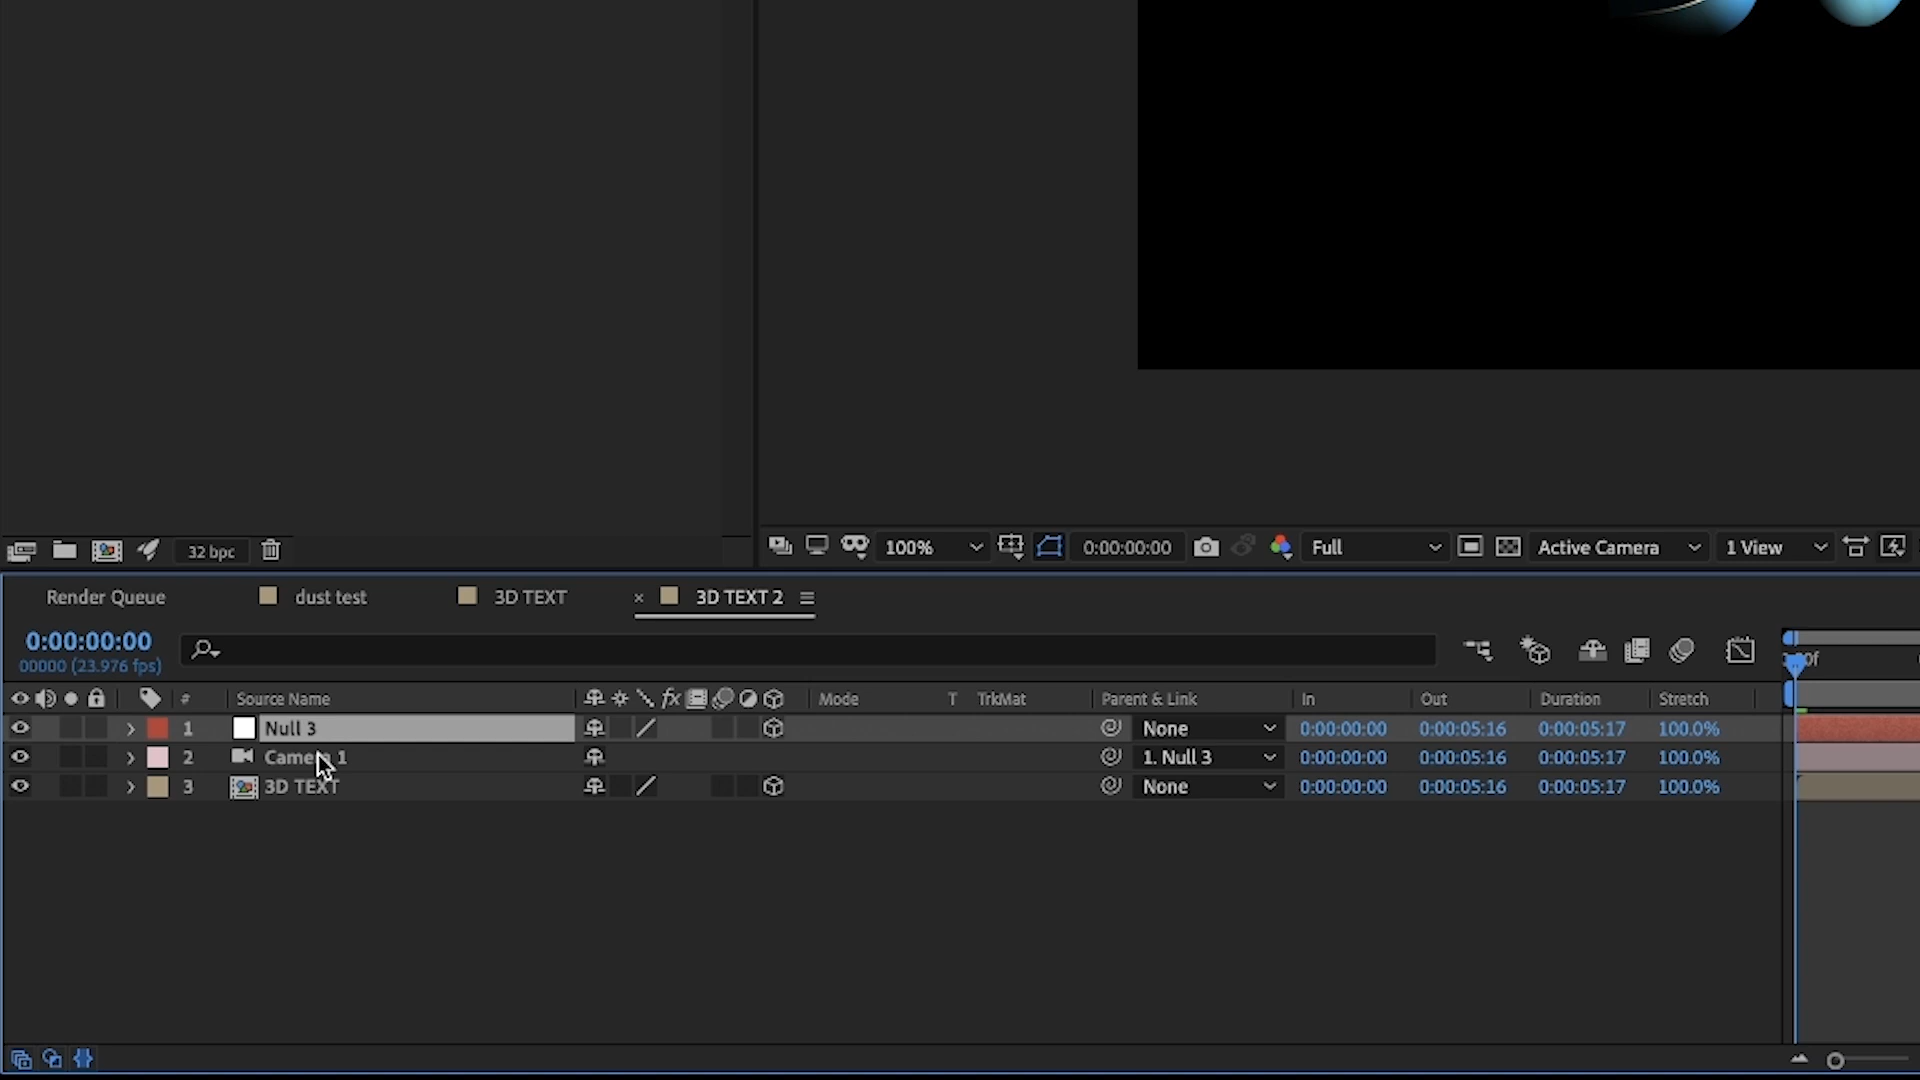 32 bpc
100%
0:00:00:00
Full
Active Camera
1 View
Render Queue
dust test
3D TEXT
× 3D TEXT 2
0:00:00:00
00000 (23.976 fps)
# Source Name fx Mode T TrkMat Parent & Link In Out Duration Stretch
1 Null 3 None 0:00:00:00 0:00:05:16 0:00:05:17 100.0%
2 Camera 1 1. Null 3 0:00:00:00 0:00:05:16 0:00:05:17 100.0%
3 3D TEXT None 0:00:00:00 0:00:05:16 0:00:05:17 100.0%